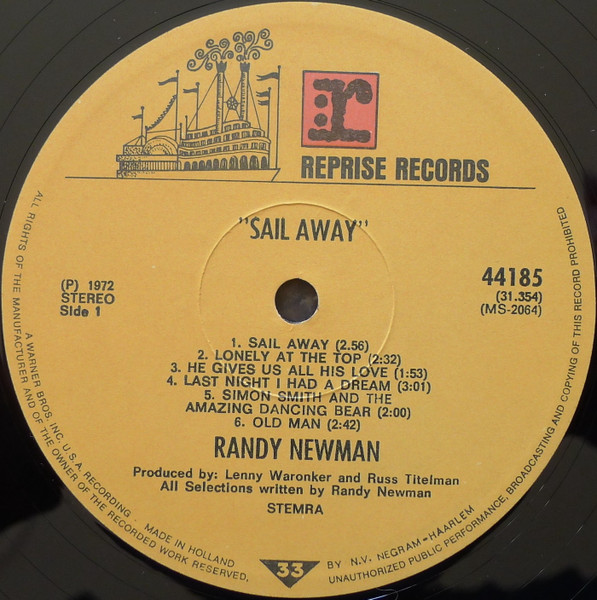 r:
REPRISE RECORDS
"SAIL AWAY"
(P) 1972
STEREO
Side 1
44185
(31.354)
(MS-2064)
1. SAIL AWAY (2.56)
2. LONELY AT THE TOP (2:32)
3. HE GIVES US ALL HIS LOVE (1:53)
4. LAST NIGHT I HAD A DREAM (3:01)
5. SIMON SMITH AND THE
AMAZING DANCING BEAR (2:00)
6. OLD MAN (2:42)
RANDY NEWMAN
Produced by: Lenny Waronker and Russ Titelman
All Selections written by Randy Newman
STEMRA
33
ALL RIGHTS OF THE MANUFACTURER AND OF THE OWNER OF THE RECORDED WORK RESERVED.
A WARNER BROS. INC. U.S.A. RECORDING. MADE IN HOLLAND
BY N.V. NEGRAM-HAARLEM
UNAUTHORIZED PUBLIC PERFORMANCE, BROADCASTING AND COPYING OF THIS RECORD PROHIBITED